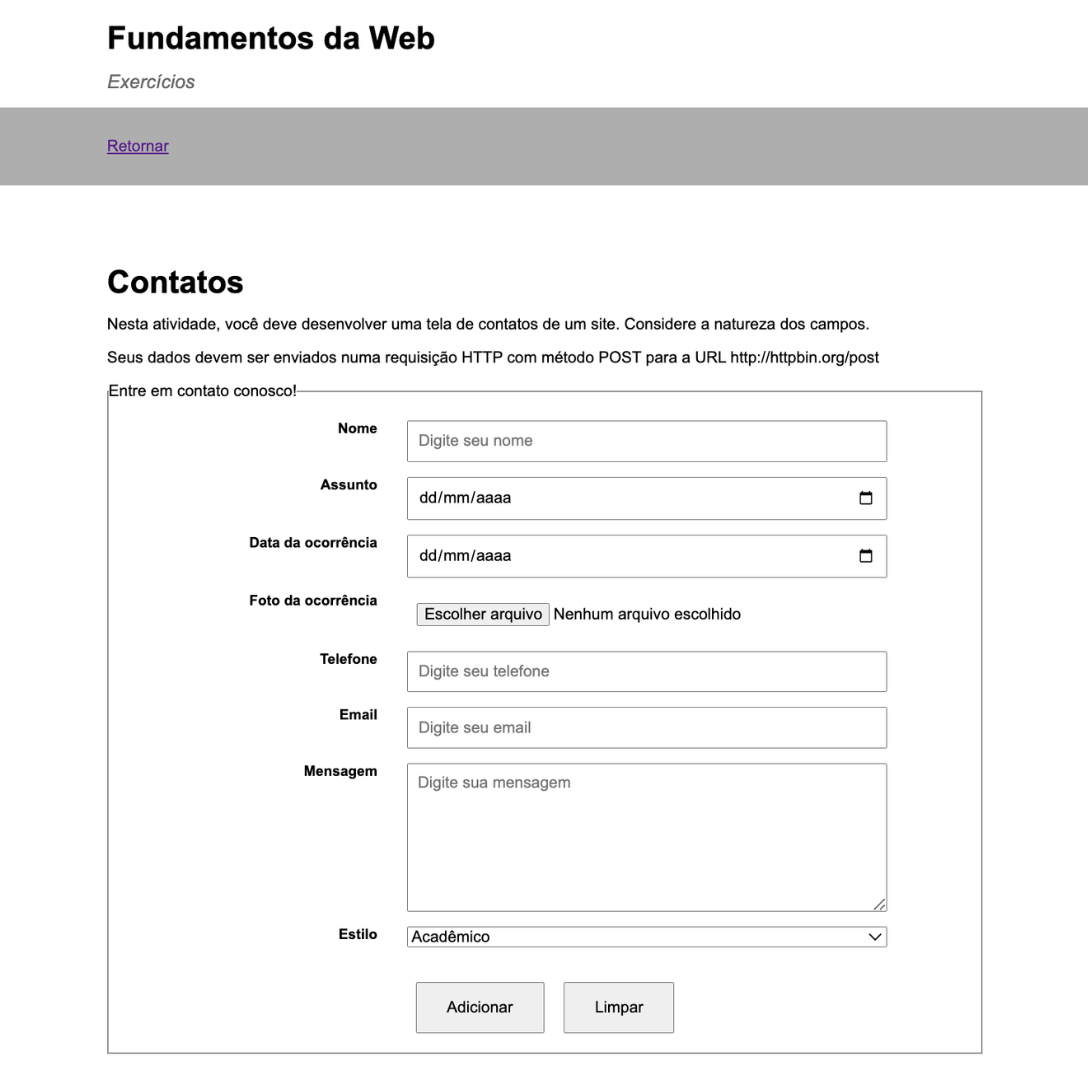 Fundamentos da Web
Exercícios
Retornar
Contatos
Nesta atividade, você deve desenvolver uma tela de contatos de um site. Considere a natureza dos campos.
Seus dados devem ser enviados numa requisição HTTP com método POST para a URL http://httpbin.org/post
Entre em contato conosco!
Nome
Digite seu nome
Assunto
dd/mm/aaaa
Data da ocorrência
dd/mm/aaaa
Foto da ocorrência
Escolher arquivo Nenhum arquivo escolhido
Telefone
Digite seu telefone
Email
Digite seu email
Mensagem
Digite sua mensagem
Estilo
Acadêmico
Adicionar
Limpar